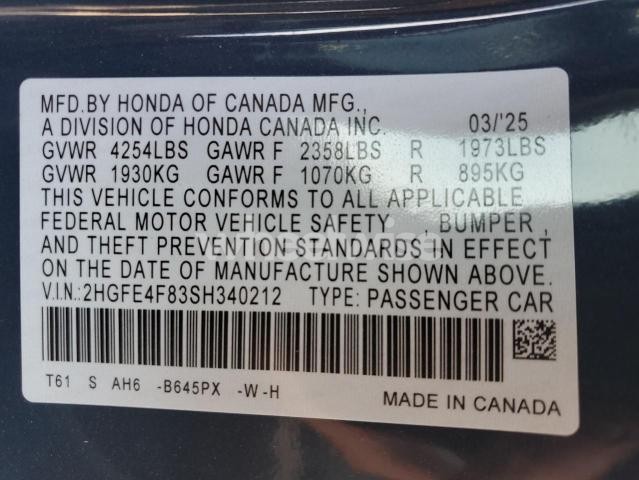 MFD.BY HONDA OF CANADA MFG.,
A DIVISION OF HONDA CANADA INC. 03/'25
GVWR 4254LBS GAWR F 2358LBS R 1973LBS
GVWR 1930KG GAWR F 1070KG R 895KG
THIS VEHICLE CONFORMS TO ALL APPLICABLE
FEDERAL MOTOR VEHICLE SAFETY , BUMPER ,
AND THEFT PREVENTION STANDARDS IN EFFECT
ON THE DATE OF MANUFACTURE SHOWN ABOVE.
V.I.N.:2HGFE4F83SH340212 TYPE: PASSENGER CAR
T61 S AH6 -B645PX -W-H
MADE IN CANADA